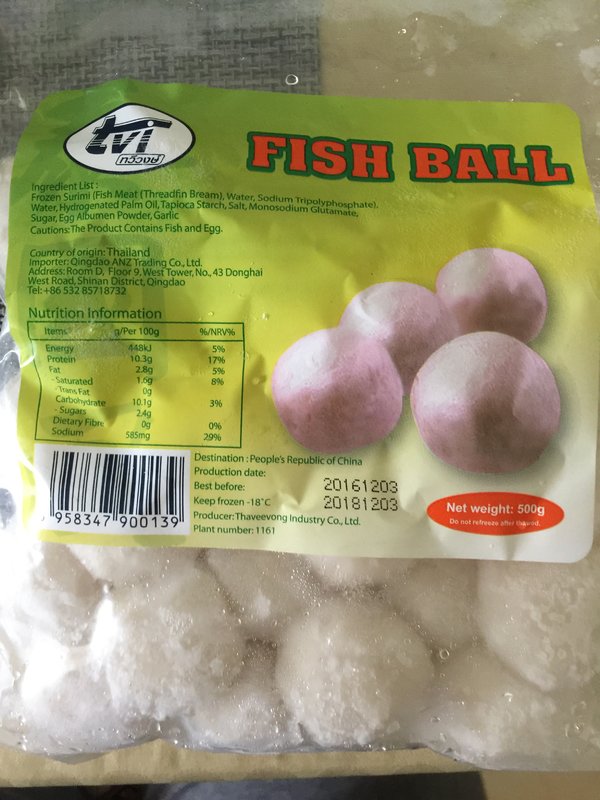 tvi
ทวีวงษ์
FISH BALL
Ingredient List :
Frozen Surimi (Fish Meat (Threadfin Bream), Water, Sodium Tripolyphosphate).
Water, Hydrogenated Palm Oil, Tapioca Starch, Salt, Monosodium Glutamate,
Sugar, Egg Albumen Powder, Garlic
Cautions: The Product Contains Fish and Egg.
Country of origin: Thailand
Importer: Qingdao ANZ Trading Co., Ltd.
Address: Room D, Floor 9, West Tower, No., 43 Donghai
West Road, Shinan District, Qingdao
Tel: +86 532 85718732
Nutrition Information
Items g/Per 100g %/NRV%
Energy 448kJ 5%
Protein 10.3g 17%
Fat 2.8g 5%
- Saturated 1.6g 8%
- Trans Fat 0g
Carbohydrate 10.1g 3%
- Sugars 2.4g
Dietary Fibre 0g 0%
Sodium 585mg 29%
Destination : People's Republic of China
Production date:
Best before: 20161203
Keep frozen -18°C 20181203
Producer: Thaveevong Industry Co., Ltd.
Plant number: 1161
Net weight: 500g
Do not refreeze after thawed.
958347 900139